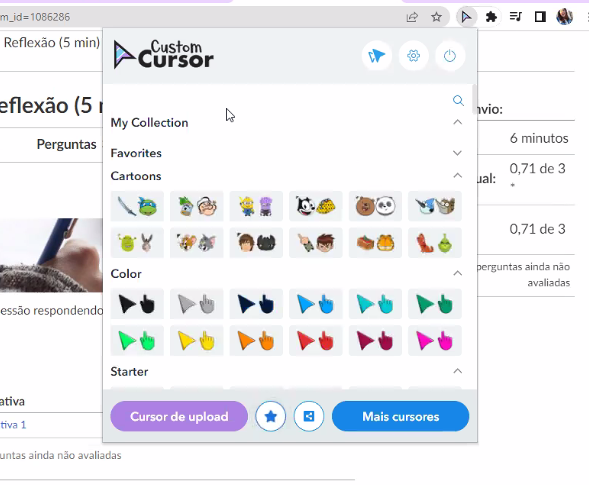 m_id=1086286
Reflexão (5 min)
Custom
Cursor
eflexão (5
nvio:
My Collection
Perguntas
6 minutos
Favorites
0,71 de 3
ual:
*
Cartoons
0,71 de 3
perguntas ainda não
avaliadas
Color
essão respondendo
Starter
ativa
Cursor de upload
Mais cursores
tiva 1
untas ainda não avaliadas